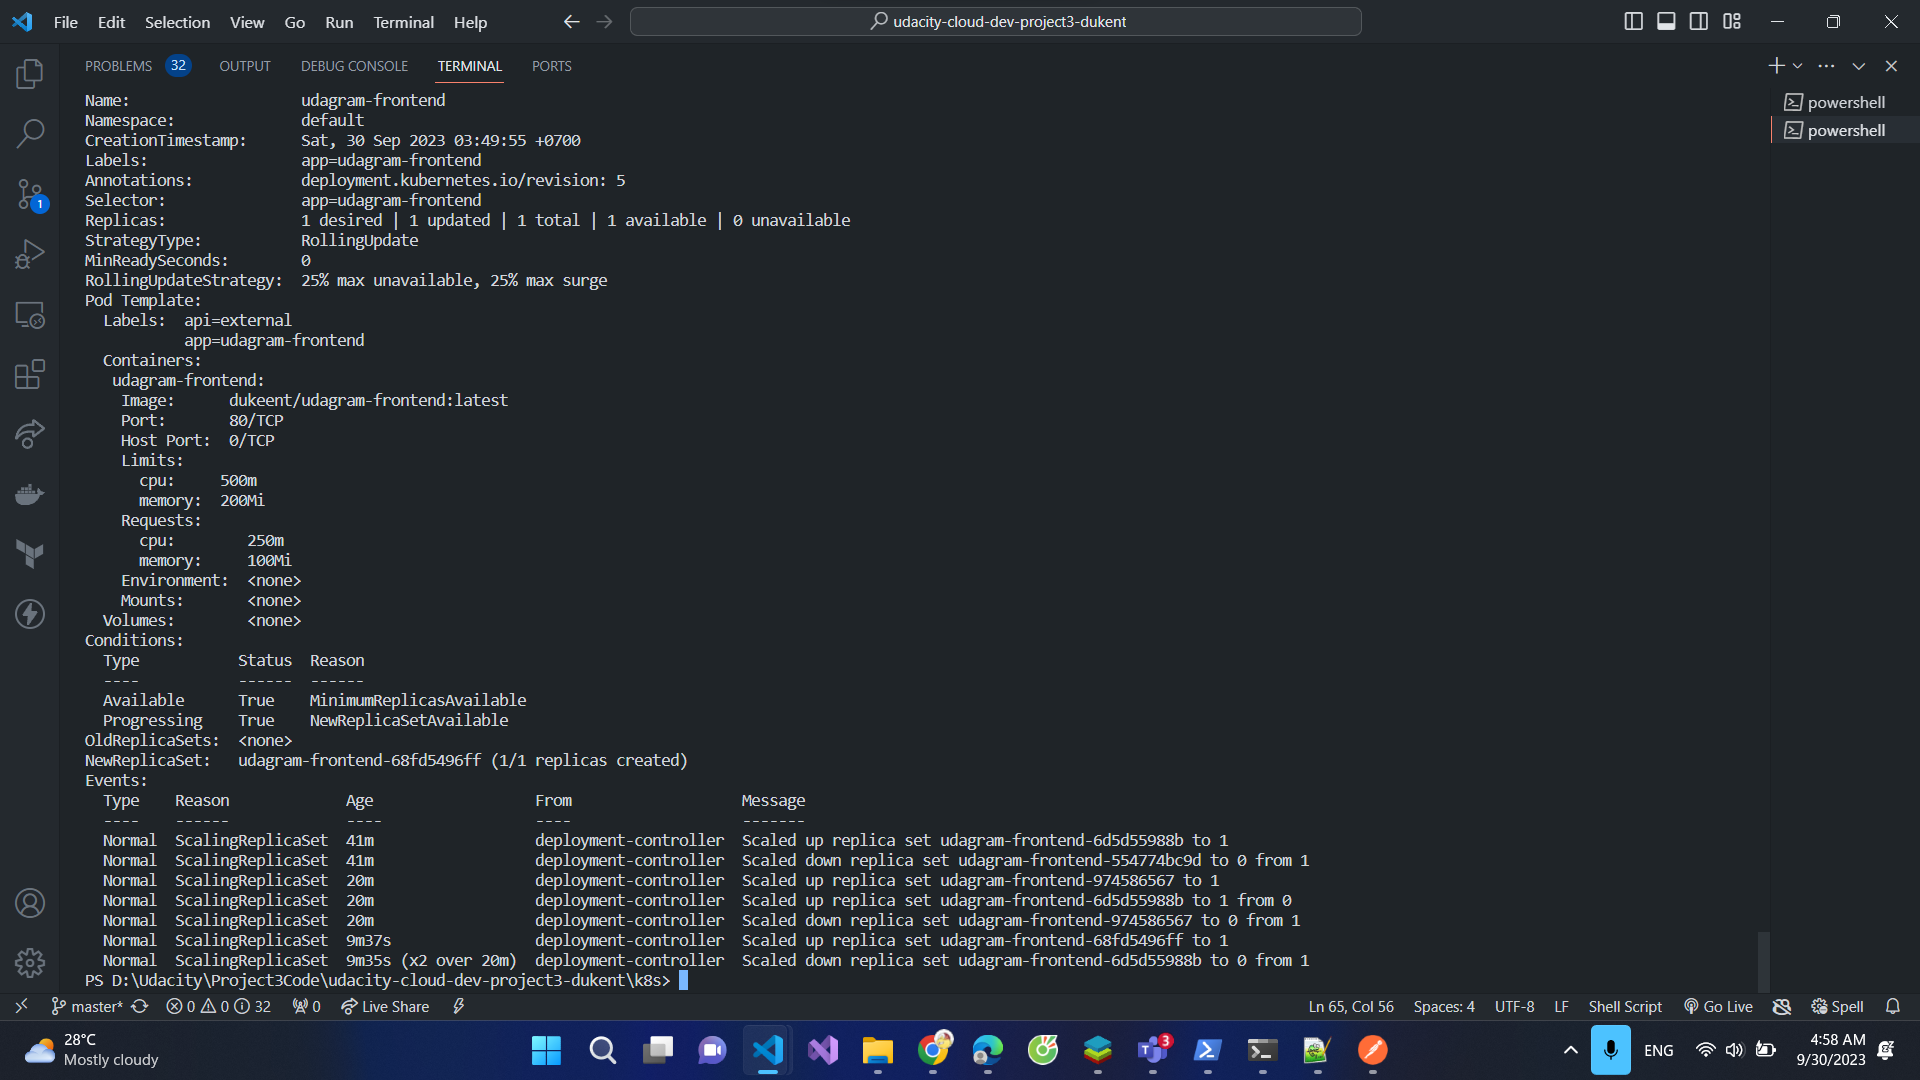 File Edit Selection View Go Run Terminal Help
udacity-cloud-dev-project3-dukent
PROBLEMS 32 OUTPUT DEBUG CONSOLE TERMINAL PORTS
powershell
powershell
Name: udagram-frontend
Namespace: default
CreationTimestamp: Sat, 30 Sep 2023 03:49:55 +0700
Labels: app=udagram-frontend
Annotations: deployment.kubernetes.io/revision: 5
Selector: app=udagram-frontend
Replicas: 1 desired | 1 updated | 1 total | 1 available | 0 unavailable
StrategyType: RollingUpdate
MinReadySeconds: 0
RollingUpdateStrategy: 25% max unavailable, 25% max surge
Pod Template:
Labels: api=external
app=udagram-frontend
Containers:
udagram-frontend:
Image: dukeent/udagram-frontend:latest
Port: 80/TCP
Host Port: 0/TCP
Limits:
cpu: 500m
memory: 200Mi
Requests:
cpu: 250m
memory: 100Mi
Environment: <none>
Mounts: <none>
Volumes: <none>
Conditions:
Type Status Reason
---- ------ ------
Available True MinimumReplicasAvailable
Progressing True NewReplicaSetAvailable
OldReplicaSets: <none>
NewReplicaSet: udagram-frontend-68fd5496ff (1/1 replicas created)
Events:
Type Reason Age From Message
---- ------ ---- ---- -------
Normal ScalingReplicaSet 41m deployment-controller Scaled up replica set udagram-frontend-6d5d55988b to 1
Normal ScalingReplicaSet 41m deployment-controller Scaled down replica set udagram-frontend-554774bc9d to 0 from 1
Normal ScalingReplicaSet 20m deployment-controller Scaled up replica set udagram-frontend-974586567 to 1
Normal ScalingReplicaSet 20m deployment-controller Scaled up replica set udagram-frontend-6d5d55988b to 1 from 0
Normal ScalingReplicaSet 20m deployment-controller Scaled down replica set udagram-frontend-974586567 to 0 from 1
Normal ScalingReplicaSet 9m37s deployment-controller Scaled up replica set udagram-frontend-68fd5496ff to 1
Normal ScalingReplicaSet 9m35s (x2 over 20m) deployment-controller Scaled down replica set udagram-frontend-6d5d55988b to 0 from 1
PS D:\Udacity\Project3Code\udacity-cloud-dev-project3-dukent\k8s>
1
master* 0 0 32 0 Live Share Ln 65, Col 56 Spaces: 4 UTF-8 LF Shell Script Go Live Spell
28°C
Mostly cloudy
3
ENG
4:58 AM
9/30/2023